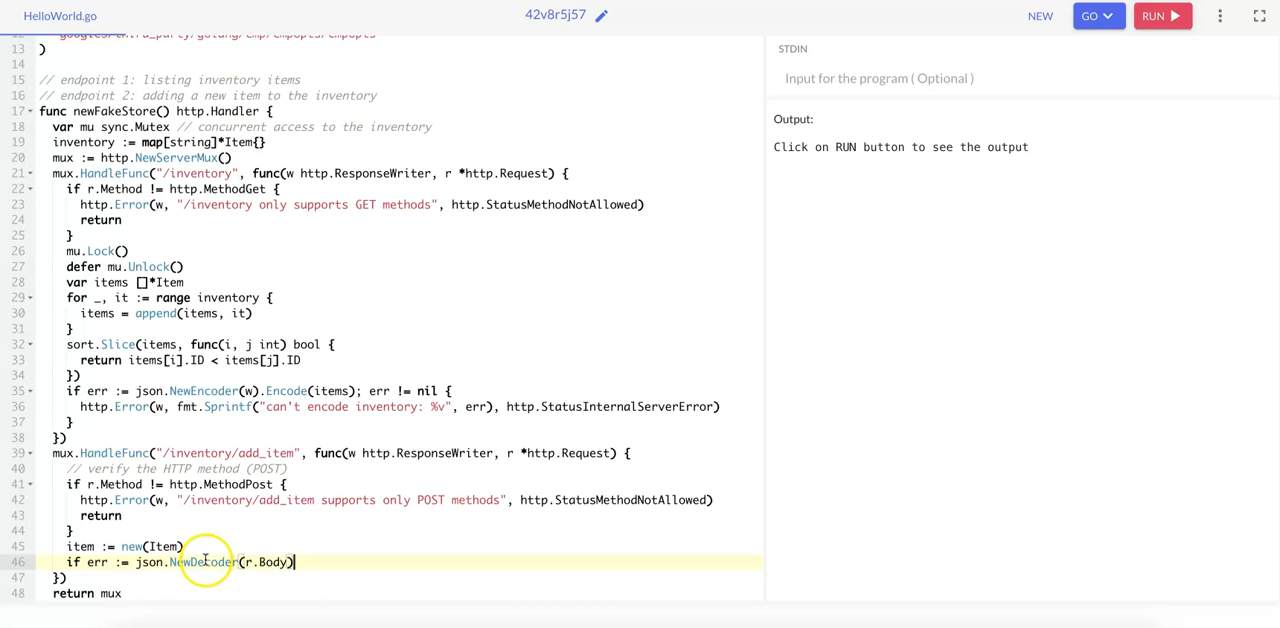 HelloWorld.go
42v8r5j57
NEW
GO
RUN
13 )
14
15 // endpoint 1: listing inventory items
16 // endpoint 2: adding a new item to the inventory
17 func newFakeStore() http.Handler {
18 var mu sync.Mutex // concurrent access to the inventory
19 inventory := map[string]*Item{}
20 mux := http.NewServerMux()
21 mux.HandleFunc("/inventory", func(w http.ResponseWriter, r *http.Request) {
22 if r.Method != http.MethodGet {
23 http.Error(w, "/inventory only supports GET methods", http.StatusMethodNotAllowed)
24 return
25 }
26 mu.Lock()
27 defer mu.Unlock()
28 var items []*Item
29 for _, it := range inventory {
30 items = append(items, it)
31 }
32 sort.Slice(items, func(i, j int) bool {
33 return items[i].ID < items[j].ID
34 })
35 if err := json.NewEncoder(w).Encode(items); err != nil {
36 http.Error(w, fmt.Sprintf("can't encode inventory: %v", err), http.StatusInternalServerError)
37 }
38 })
39 mux.HandleFunc("/inventory/add_item", func(w http.ResponseWriter, r *http.Request) {
40 // verify the HTTP method (POST)
41 if r.Method != http.MethodPost {
42 http.Error(w, "/inventory/add_item supports only POST methods", http.StatusMethodNotAllowed)
43 return
44 }
45 item := new(Item)
46 if err := json.NewDecoder(r.Body)
47 })
48 return mux
STDIN
Input for the program ( Optional )
Output:
Click on RUN button to see the output